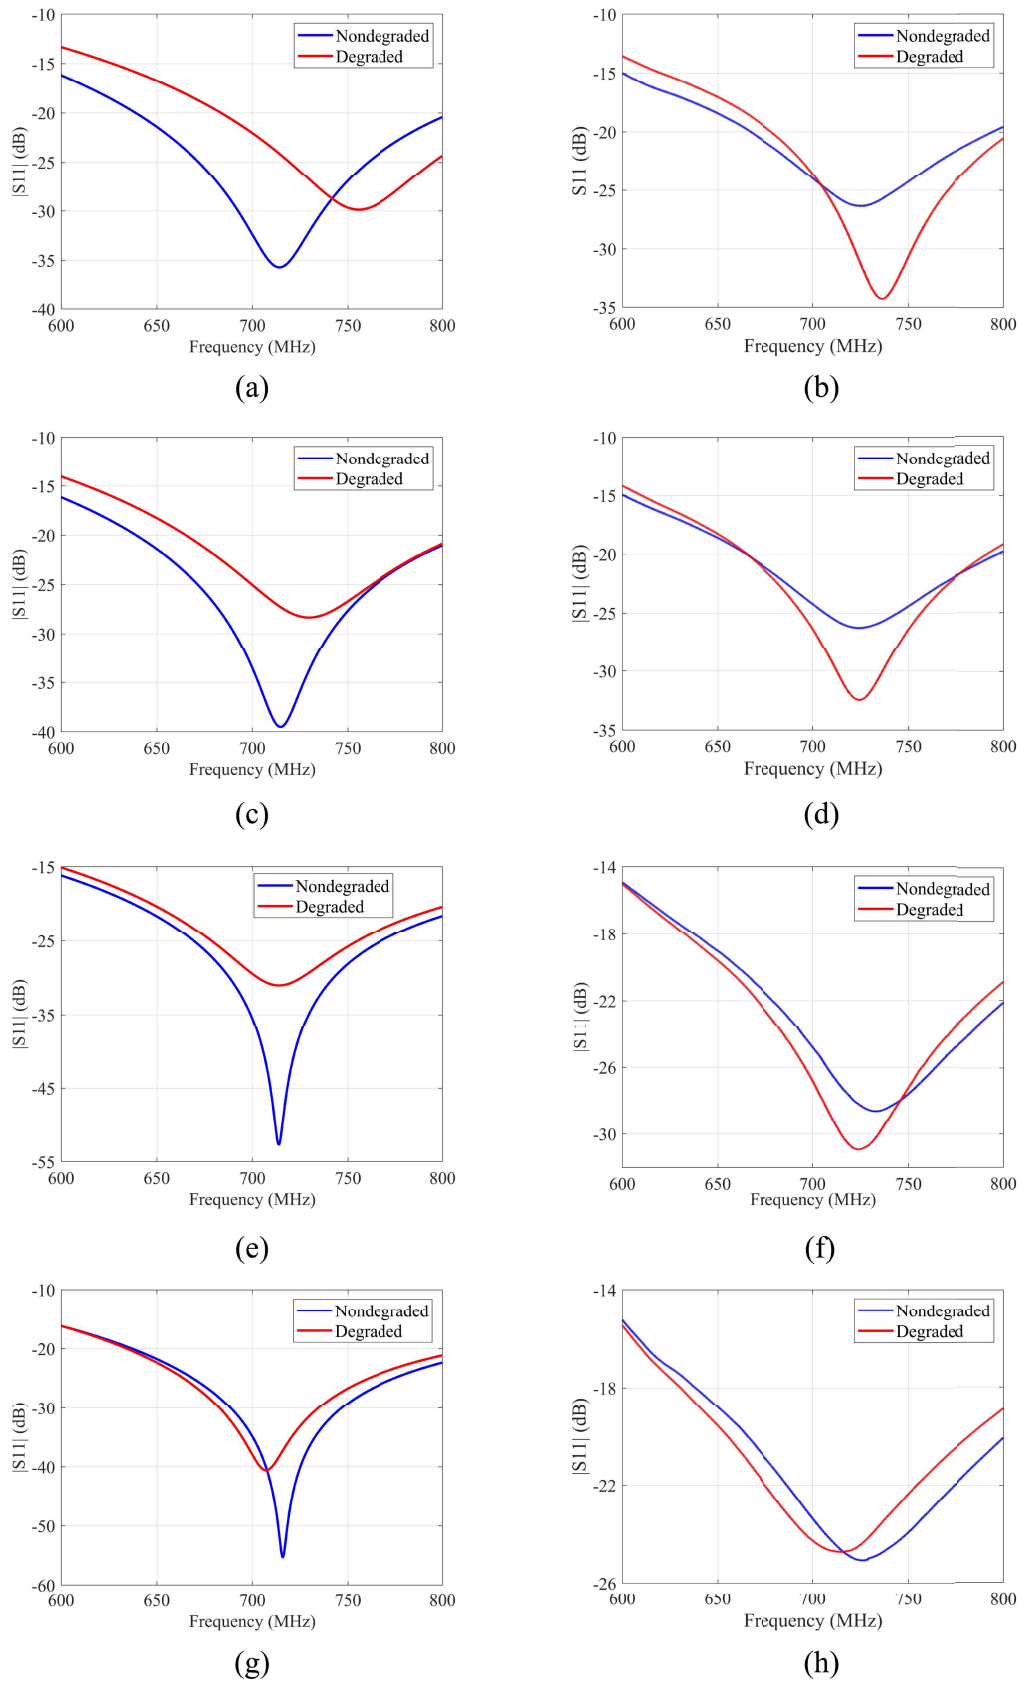 -10
-15
-20
-25
-30
-35
-40
|S11| (dB)
Nondegraded
Degraded
600 650 700 750 800
Frequency (MHz)
(a)
-10
-15
-20
-25
-30
-35
S11 (dB)
Nondegraded
Degraded
600 650 700 750 800
Frequency (MHz)
(b)
-10
-15
-20
-25
-30
-35
-40
|S11| (dB)
Nondegraded
Degraded
600 650 700 750 800
Frequency (MHz)
(c)
-10
-15
-20
-25
-30
-35
|S11| (dB)
Nondegraded
Degraded
600 650 700 750 800
Frequency (MHz)
(d)
-15
-25
-35
-45
-55
|S11| (dB)
Nondegraded
Degraded
600 650 700 750 800
Frequency (MHz)
(e)
-14
-18
-22
-26
-30
|S11| (dB)
Nondegraded
Degraded
600 650 700 750 800
Frequency (MHz)
(f)
-10
-20
-30
-40
-50
-60
|S11| (dB)
Nondegraded
Degraded
600 650 700 750 800
Frequency (MHz)
(g)
-14
-18
-22
-26
|S11| (dB)
Nondegraded
Degraded
600 650 700 750 800
Frequency (MHz)
(h)